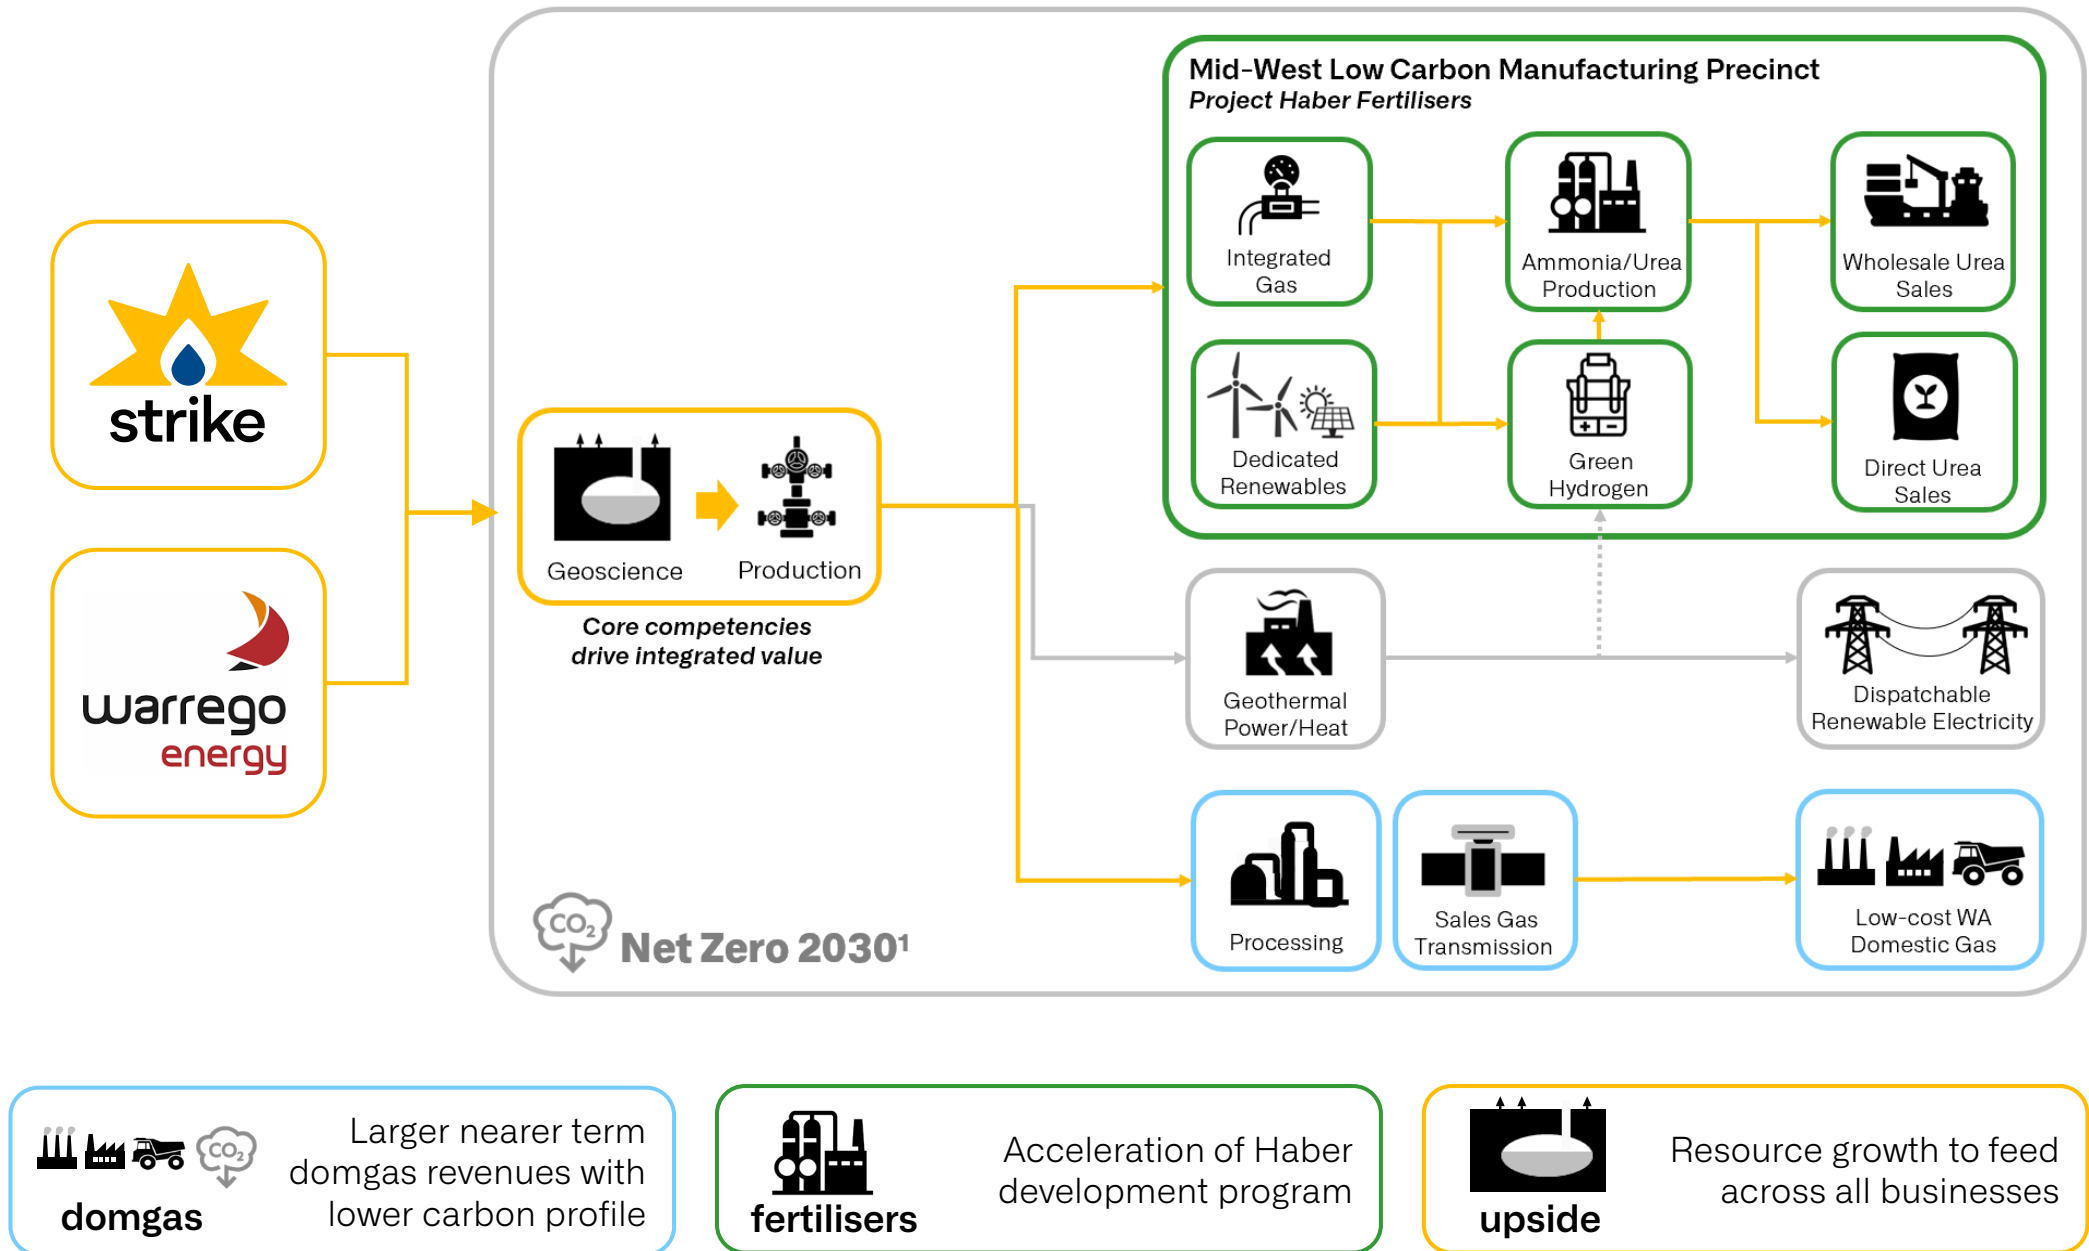 Mid-West Low Carbon Manufacturing Precinct
Project Haber Fertilisers
Integrated
Gas
Ammonia/Urea
Production
Wholesale Urea
Sales
Dedicated
Renewables
Green
Hydrogen
Direct Urea
Sales
strike
warrego
energy
Geoscience
Production
Core competencies
drive integrated value
Geothermal
Power/Heat
Dispatchable
Renewable Electricity
Processing
Sales Gas
Transmission
Low-cost WA
Domestic Gas
CO₂
Net Zero 2030¹
CO₂
domgas
Larger nearer term
domgas revenues with
lower carbon profile
fertilisers
Acceleration of Haber
development program
upside
Resource growth to feed
across all businesses